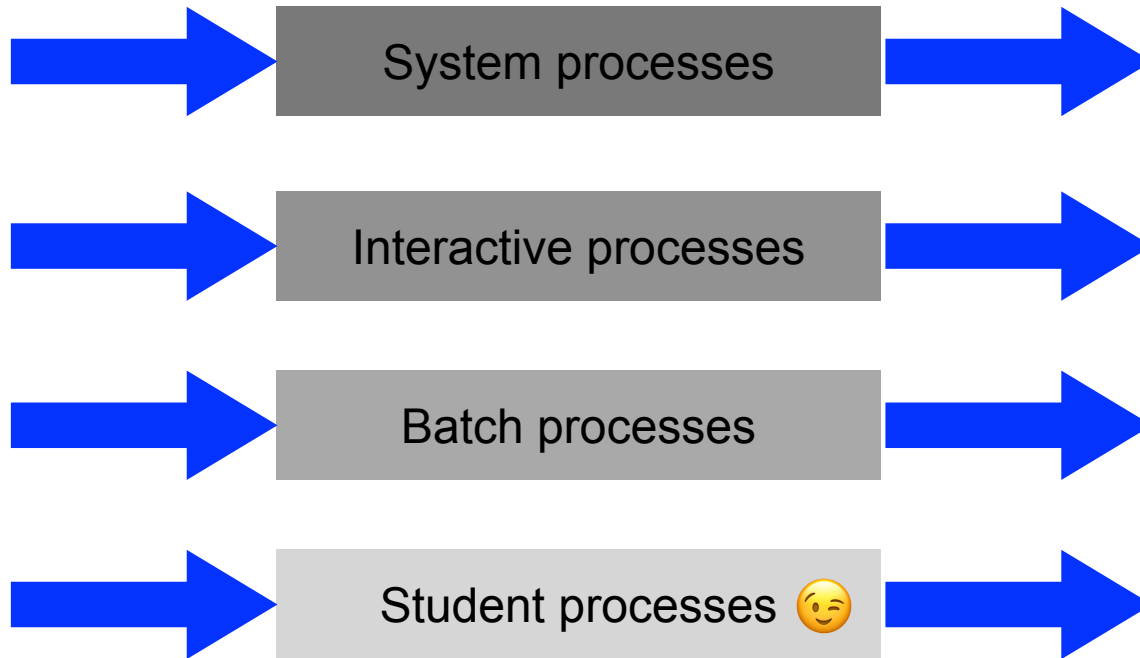 System processes
Interactive processes
Batch processes
Student processes 😉